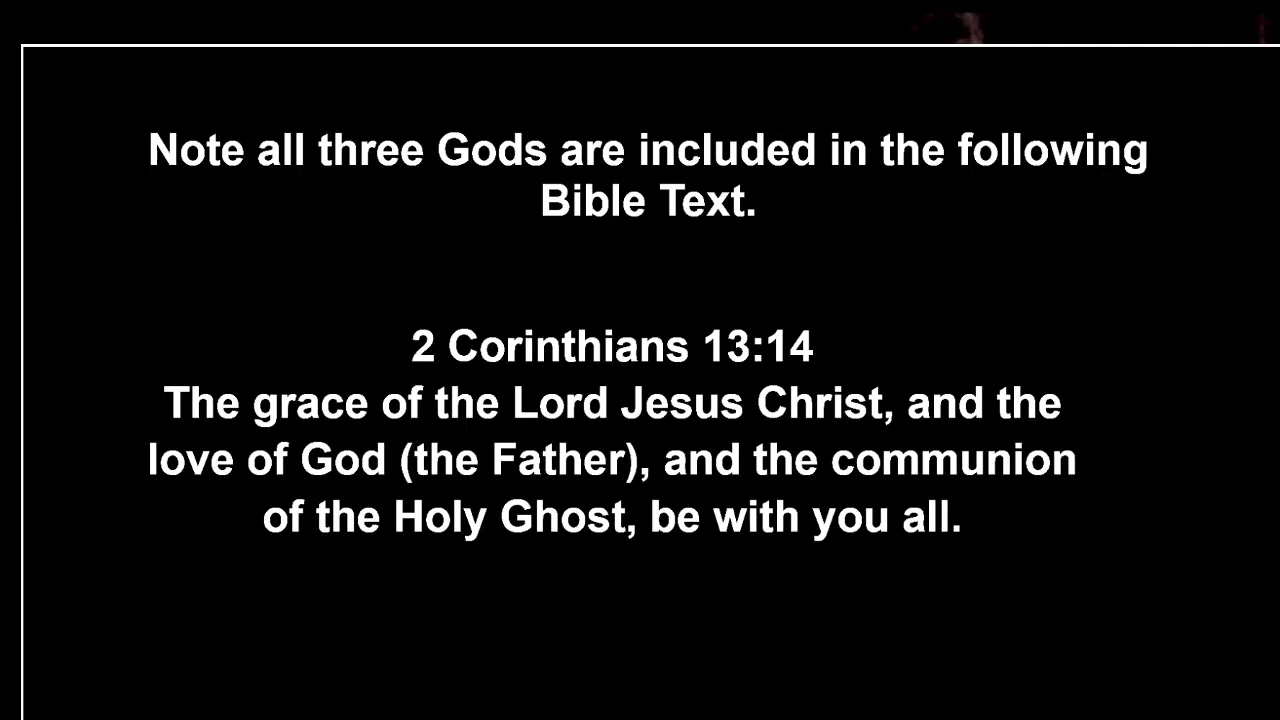 Note all three Gods are included in the following
Bible Text.
2 Corinthians 13:14
The grace of the Lord Jesus Christ, and the
love of God (the Father), and the communion
of the Holy Ghost, be with you all.